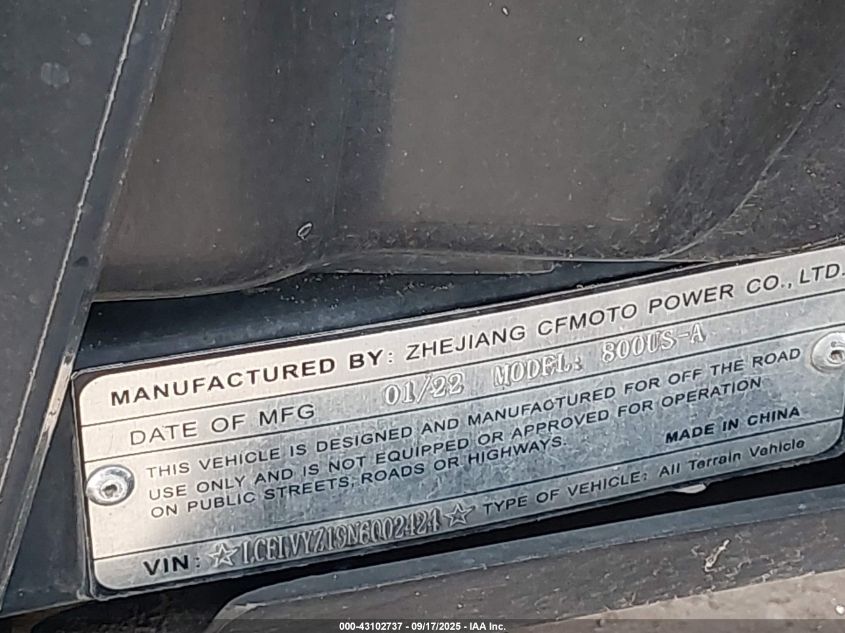 MANUFACTURED BY: ZHEJIANG CFMOTO POWER CO., LTD.
DATE OF MFG 01/22 MODEL: 800US-A
THIS VEHICLE IS DESIGNED AND MANUFACTURED FOR OFF THE ROAD
USE ONLY AND IS NOT EQUIPPED OR APPROVED FOR OPERATION
ON PUBLIC STREETS, ROADS OR HIGHWAYS.
MADE IN CHINA
VIN: ☆LCELVYZ19N6002424☆ TYPE OF VEHICLE: All Terrain Vehicle
000-43102737 - 09/17/2025 - IAA Inc.